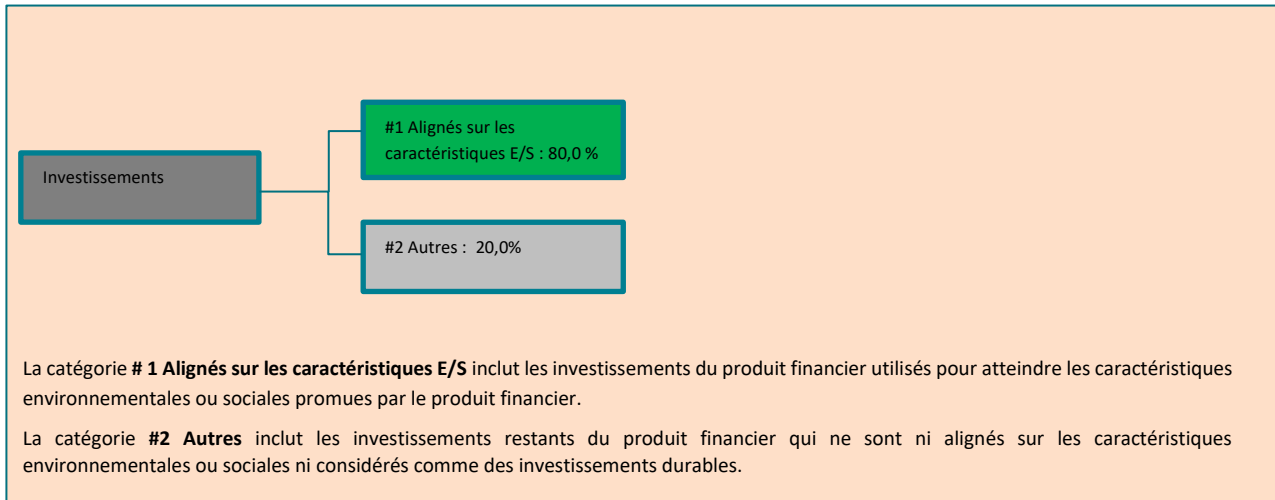 #1 Alignés sur les
caractéristiques E/S : 80,0 %
Investissements
#2 Autres : 20,0%
La catégorie # 1 Alignés sur les caractéristiques E/S inclut les investissements du produit financier utilisés pour atteindre les caractéristiques
environnementales ou sociales promues par le produit financier.
La catégorie #2 Autres inclut les investissements restants du produit financier qui ne sont ni alignés sur les caractéristiques
environnementales ou sociales ni considérés comme des investissements durables.